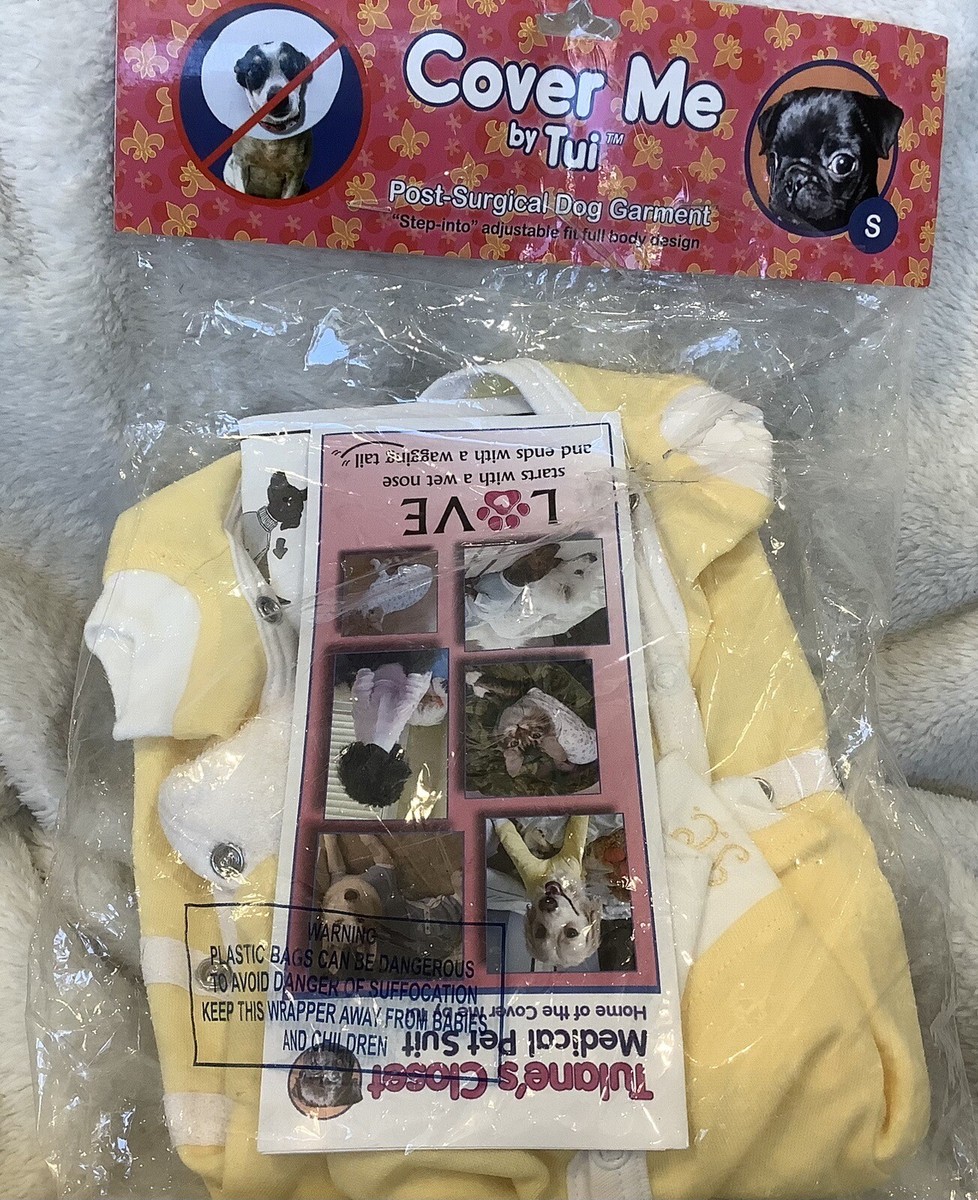 Cover Me
by Tui™
Post-Surgical Dog Garment
"Step-into" adjustable fit full body design
S
Tulane's Closet
Medical Pet Suit
Home of the Cover Me by Tui
LOVE
starts with a wet nose
and ends with a wagging tail"
WARNING
PLASTIC BAGS CAN BE DANGEROUS
TO AVOID DANGER OF SUFFOCATION
KEEP THIS WRAPPER AWAY FROM BABIES
AND CHILDREN